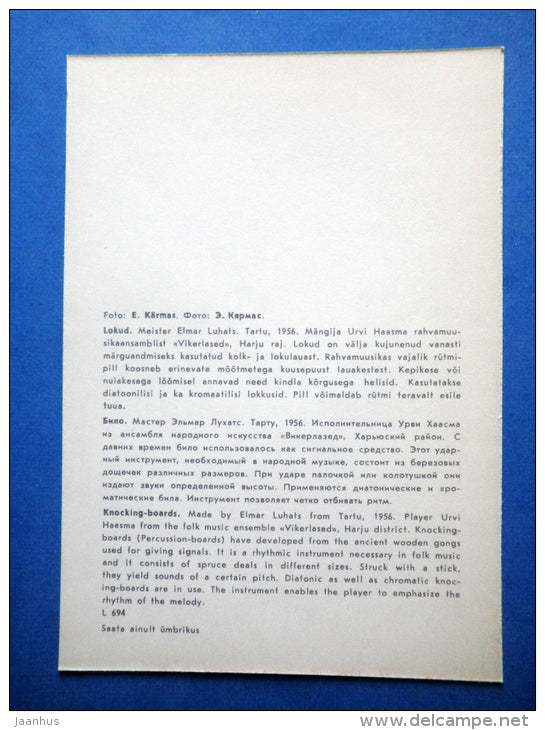 Foto: E. Kärmas. Фото: Э. Кярмас.
Lokud. Meister Elmar Luhats. Tartu, 1956. Mängija Urvi Haasma rahvamuu-
sikaansamblist «Vikerlased», Harju raj. Lokud on välja kujunenud vanasti
märguandmiseks kasutatud kolk- ja lokulauast. Rahvamuusikas vajalik rütmi-
pill koosneb erinevate mõõtmetega kuusepuust lauakestest. Kepikese või
nuiakesega löömisel annavad need kindla kõrgusega helisid. Kasutatakse
diatoonilisi ja ka kromaatilisi lokkusid. Pill võimaldab rütmi teravalt esile
tuua.
Било. Мастер Эльмар Лухатс. Тарту, 1956. Исполнительница Урви Хаасма
из ансамбля народного искусства «Викерлазед», Харьюский район. С
давних времен било использовалось как сигнальное средство. Этот удар-
ный инструмент, необходимый в народной музыке, состоит из березовых
дощечек различных размеров. При ударе палочкой или колотушкой они
издают звуки определенной высоты. Применяются диатонические и хро-
матические била. Инструмент позволяет четко отбивать ритм.
Knocking-boards. Made by Elmar Luhats from Tartu, 1956. Player Urvi
Haasma from the folk music ensemble «Vikerlased», Harju district. Knocking-
boards (Percussion-boards) have developed from the ancient wooden gongs
used for giving signals. It is a rhythmic instrument necessary in folk music
and it consists of spruce deals in different sizes. Struck with a stick,
they yield sounds of a certain pitch. Diatonic as well as chromatic knoc-
ing-boards are in use. The instrument enables the player to emphasize the
rhythm of the melody.
L 694
Saata ainult ümbrikus
jaanhus
www.delcampe.net